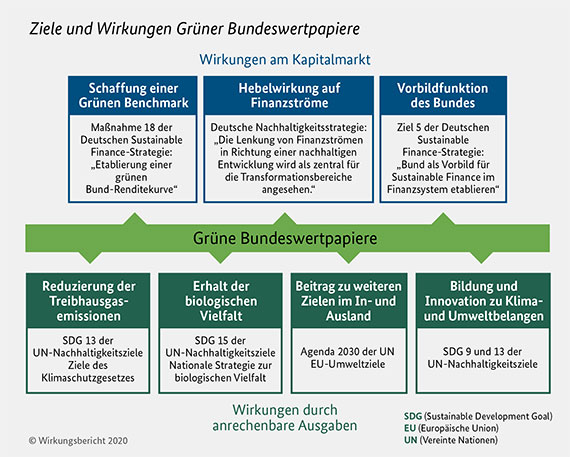 Ziele und Wirkungen Grüner Bundeswertpapiere
Wirkungen am Kapitalmarkt
Schaffung einer
Grünen Benchmark
Maßnahme 18 der
Deutschen Sustainable
Finance-Strategie:
„Etablierung einer
grünen
Bund-Renditekurve“
Hebelwirkung auf
Finanzströme
Deutsche Nachhaltigkeitsstrategie:
„Die Lenkung von Finanzströmen
in Richtung einer nachhaltigen
Entwicklung wird als zentral für
die Transformationsbereiche
angesehen.“
Vorbildfunktion
des Bundes
Ziel 5 der Deutschen
Sustainable
Finance-Strategie:
„Bund als Vorbild für
Sustainable Finance im
Finanzsystem etablieren“
Grüne Bundeswertpapiere
Reduzierung der
Treibhausgas-
emissionen
SDG 13 der
UN-Nachhaltigkeitsziele
Ziele des
Klimaschutzgesetzes
Erhalt der
biologischen
Vielfalt
SDG 15 der
UN-Nachhaltigkeitsziele
Nationale Strategie zur
biologischen Vielfalt
Beitrag zu weiteren
Zielen im In- und
Ausland
Agenda 2030 der UN
EU-Umweltziele
Bildung und
Innovation zu Klima-
und Umweltbelangen
SDG 9 und 13 der
UN-Nachhaltigkeitsziele
Wirkungen durch
anrechenbare Ausgaben
SDG (Sustainable Development Goal)
EU (Europäische Union)
UN (Vereinte Nationen)
© Wirkungsbericht 2020